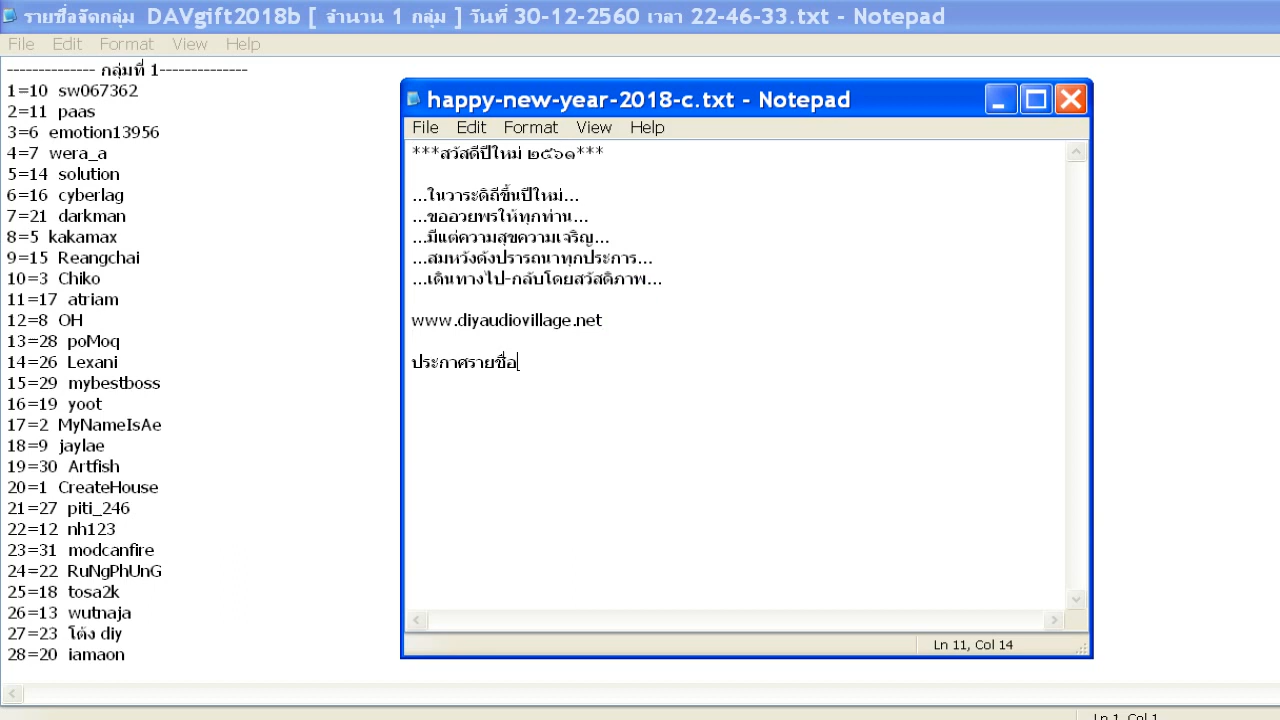 รายชื่อจัดกลุ่ม DAVgift2018b [ จำนวน 1 กลุ่ม ] วันที่ 30-12-2560 เวลา 22-46-33.txt - Notepad
File Edit Format View Help
-------------- กลุ่มที่ 1--------------
1=10 sw067362
2=11 paas
3=6 emotion13956
4=7 wera_a
5=14 solution
6=16 cyberlag
7=21 darkman
8=5 kakamax
9=15 Reangchai
10=3 Chiko
11=17 atriam
12=8 OH
13=28 poMoq
14=26 Lexani
15=29 mybestboss
16=19 yoot
17=2 MyNameIsAe
18=9 jaylae
19=30 Artfish
20=1 CreateHouse
21=27 piti_246
22=12 nh123
23=31 modcanfire
24=22 RuNgPhUnG
25=18 tosa2k
26=13 wutnaja
27=23 โต้ง diy
28=20 iamaon
happy-new-year-2018-c.txt - Notepad
File Edit Format View Help
***สวัสดีปีใหม่ ๒๕๖๑***
...ในวาระดิถีขึ้นปีใหม่...
...ขออวยพรให้ทุกท่าน...
...มีแต่ความสุขความเจริญ...
...สมหวังดังปรารถนาทุกประการ...
...เดินทางไป-กลับโดยสวัสดิภาพ...
www.diyaudiovillage.net
ประกาศรายชื่อ
Ln 11, Col 14
Ln 1, Col 1